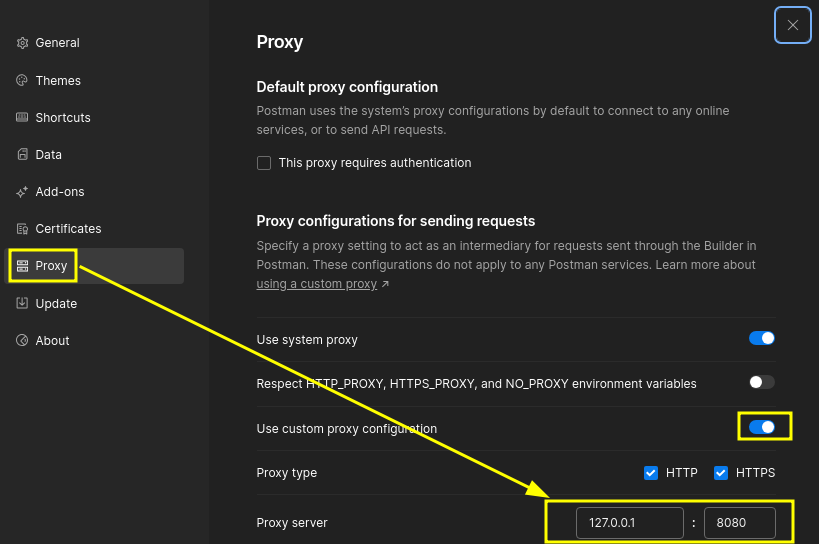 General
Themes
Shortcuts
Data
Add-ons
Certificates
Proxy
Update
About
Proxy
Default proxy configuration
Postman uses the system's proxy configurations by default to connect to any online
services, or to send API requests.
This proxy requires authentication
Proxy configurations for sending requests
Specify a proxy setting to act as an intermediary for requests sent through the Builder in
Postman. These configurations do not apply to any Postman services. Learn more about
using a custom proxy ↗
Use system proxy
Respect HTTP_PROXY, HTTPS_PROXY, and NO_PROXY environment variables
Use custom proxy configuration
Proxy type HTTP HTTPS
Proxy server 127.0.0.1 : 8080